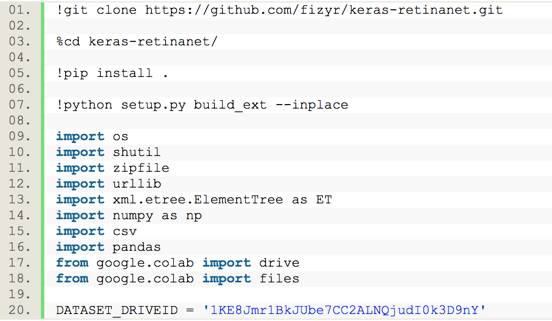 01. !git clone https://github.com/fizyr/keras-retinanet.git
02.
03. %cd keras-retinanet/
04.
05. !pip install .
06.
07. !python setup.py build_ext --inplace
08.
09. import os
10. import shutil
11. import zipfile
12. import urllib
13. import xml.etree.ElementTree as ET
14. import numpy as np
15. import csv
16. import pandas
17. from google.colab import drive
18. from google.colab import files
19.
20. DATASET_DRIVEID = '1KE8Jmr1BkJUbe7CC2ALNQjudI0k3D9nY'